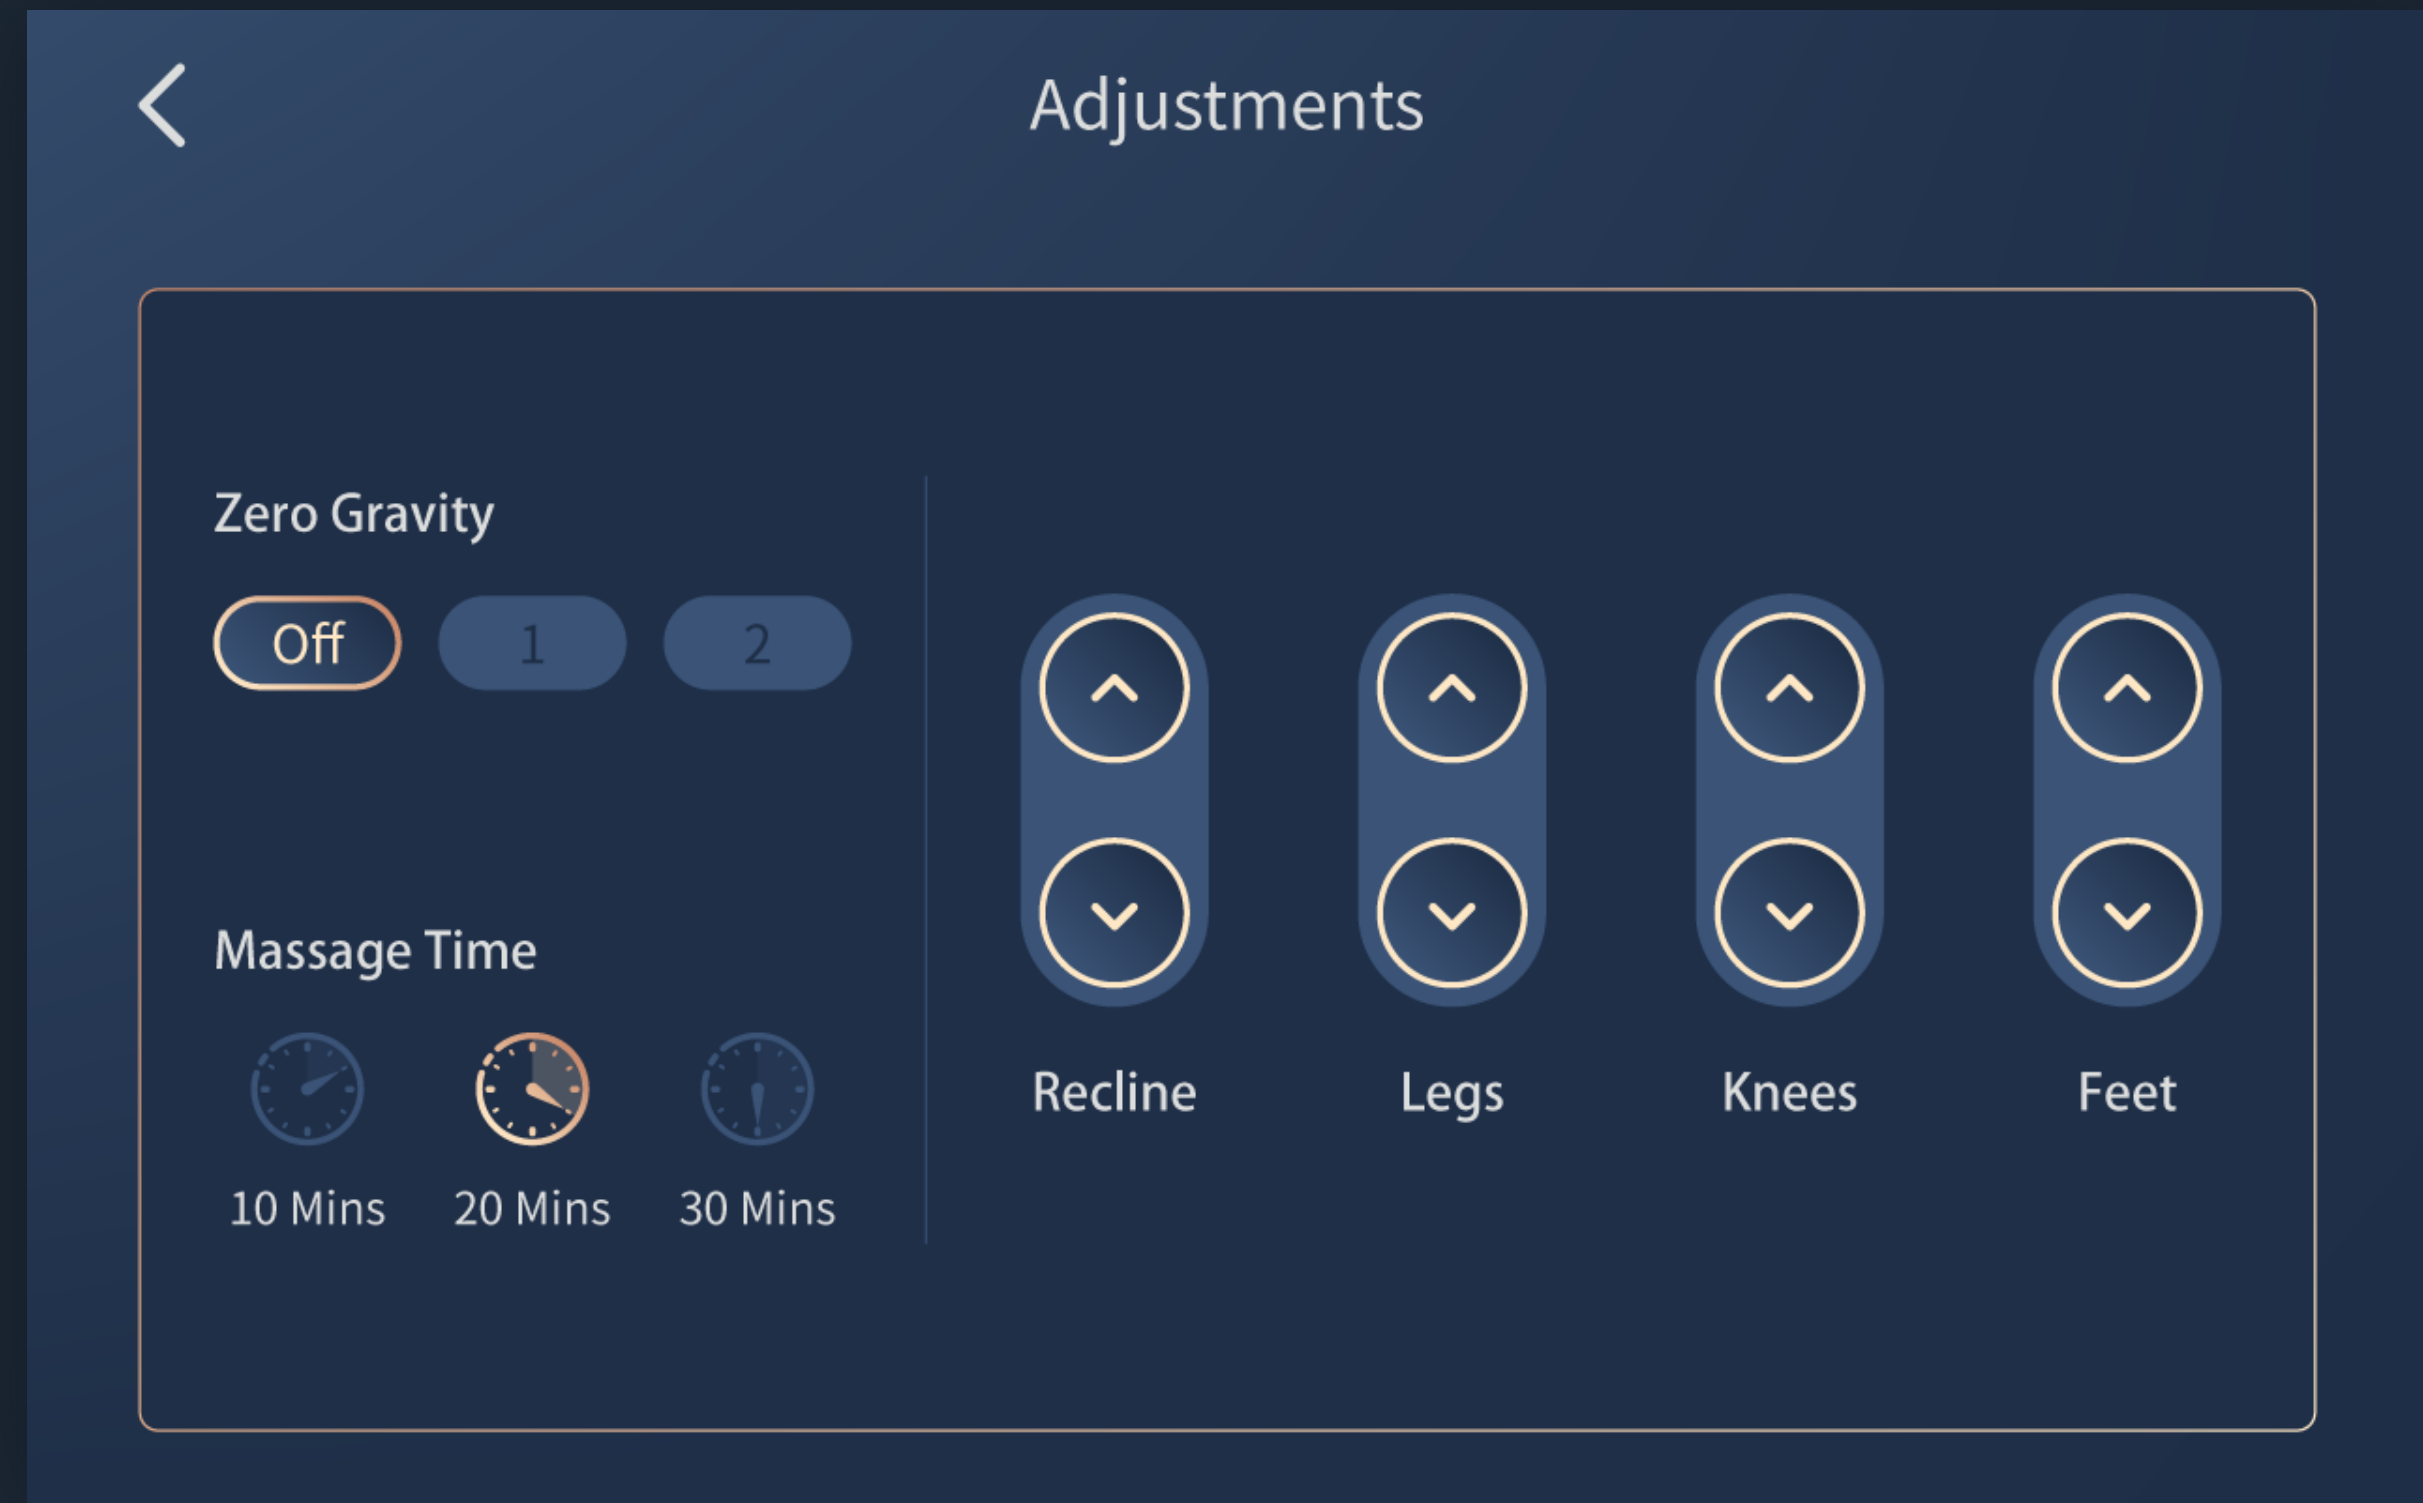 Adjustments
Zero Gravity
Off 1 2
Massage Time
10 Mins 20 Mins 30 Mins
Recline Legs Knees Feet